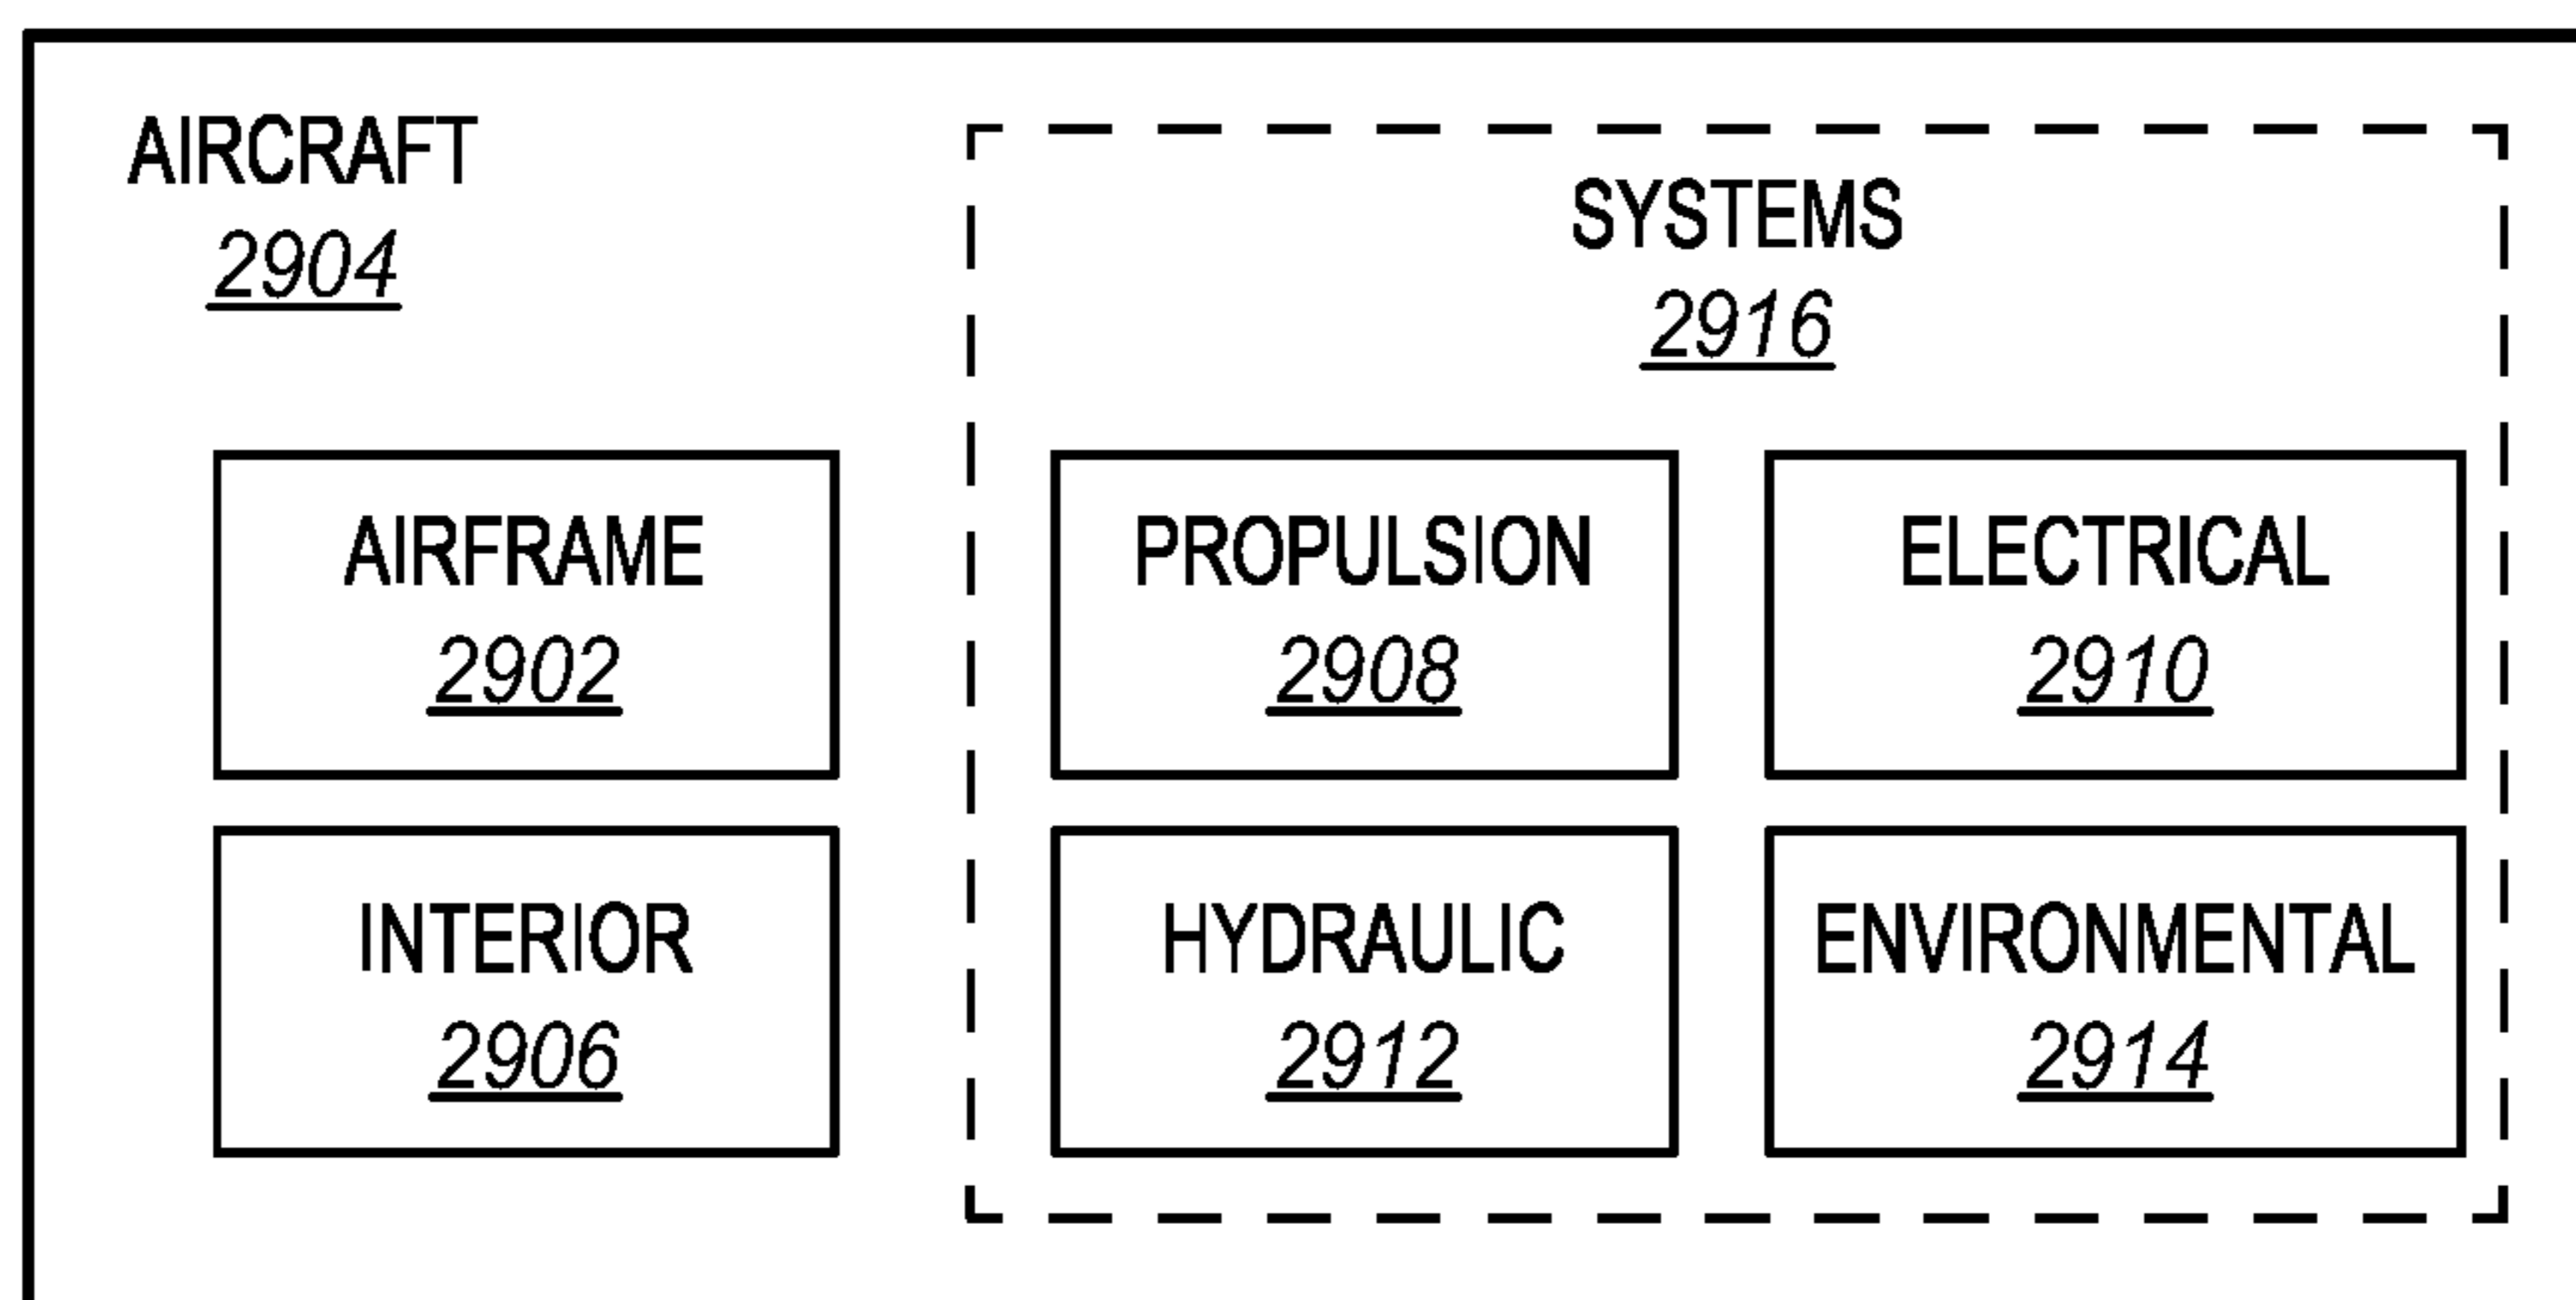 AIRCRAFT
2904
SYSTEMS
2916
AIRFRAME
2902
PROPULSION
2908
ELECTRICAL
2910
INTERIOR
2906
HYDRAULIC
2912
ENVIRONMENTAL
2914